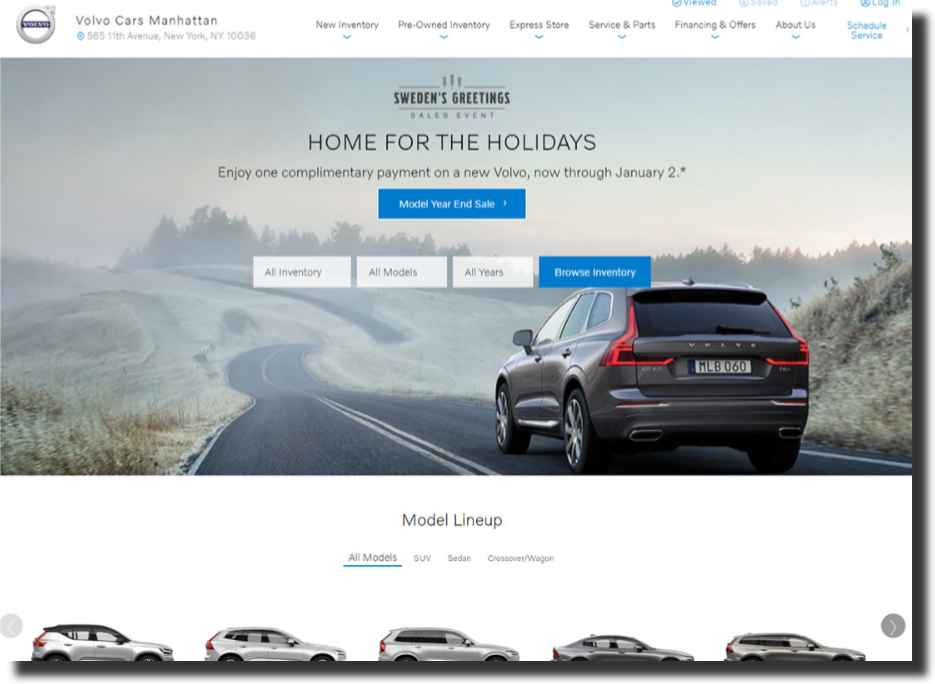 Viewed Saved Alerts Log In
Volvo Cars Manhattan
565 11th Avenue, New York, NY 10036
New Inventory Pre-Owned Inventory Express Store Service & Parts Financing & Offers About Us Schedule Service
VOLVO
SWEDEN'S GREETINGS
SALES EVENT
HOME FOR THE HOLIDAYS
Enjoy one complimentary payment on a new Volvo, now through January 2.*
Model Year End Sale
All Inventory All Models All Years Browse Inventory
VOLVO
MLB 060
Model Lineup
All Models SUV Sedan Crossover/Wagon